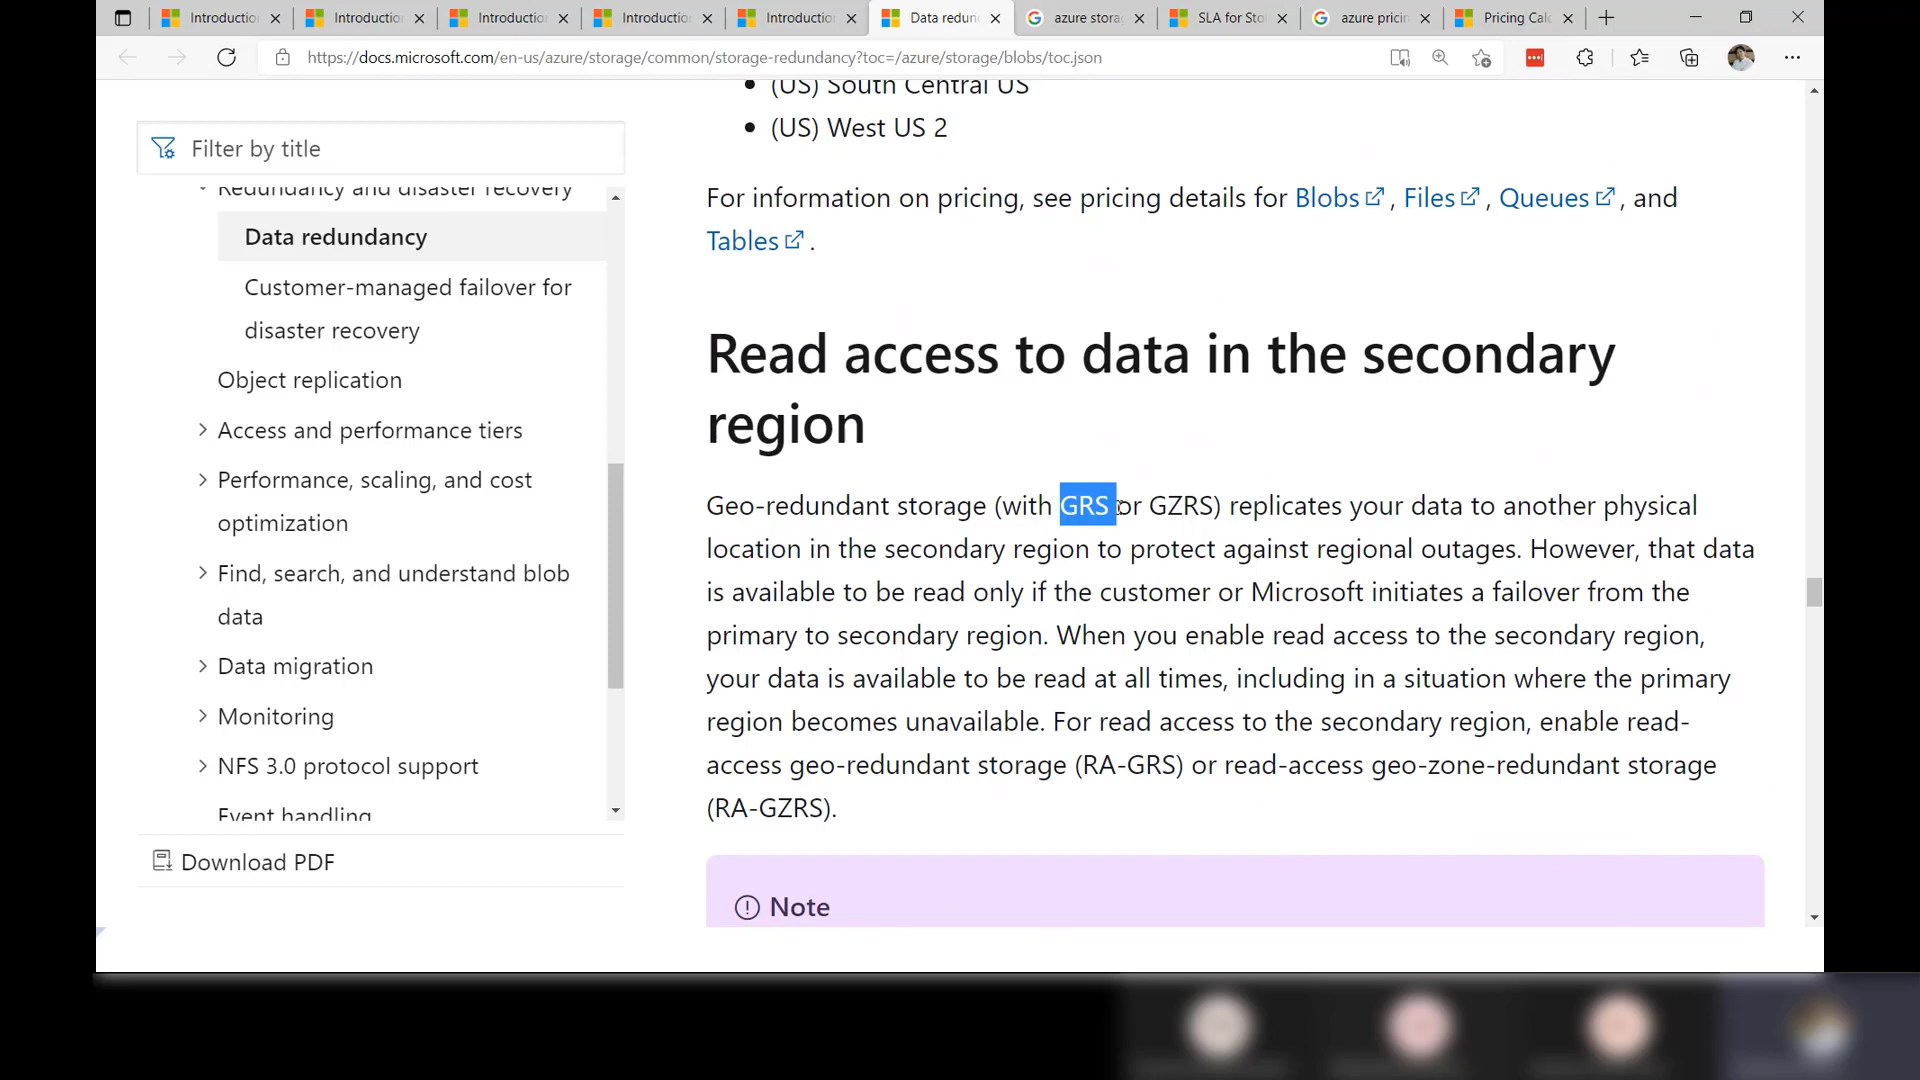 Introduction
Introduction
Introduction
Introduction
Introduction
Data redun
azure stora
SLA for Sto
azure pricin
Pricing Calc
https://docs.microsoft.com/en-us/azure/storage/common/storage-redundancy?toc=/azure/storage/blobs/toc.json
Filter by title
Redundancy and disaster recovery
Data redundancy
Customer-managed failover for
disaster recovery
Object replication
Access and performance tiers
Performance, scaling, and cost
optimization
Find, search, and understand blob
data
Data migration
Monitoring
NFS 3.0 protocol support
Event handling
Download PDF
(US) South Central US
(US) West US 2
For information on pricing, see pricing details for Blobs, Files, Queues, and
Tables.
Read access to data in the secondary
region
Geo-redundant storage (with GRS or GZRS) replicates your data to another physical
location in the secondary region to protect against regional outages. However, that data
is available to be read only if the customer or Microsoft initiates a failover from the
primary to secondary region. When you enable read access to the secondary region,
your data is available to be read at all times, including in a situation where the primary
region becomes unavailable. For read access to the secondary region, enable read-
access geo-redundant storage (RA-GRS) or read-access geo-zone-redundant storage
(RA-GZRS).
Note